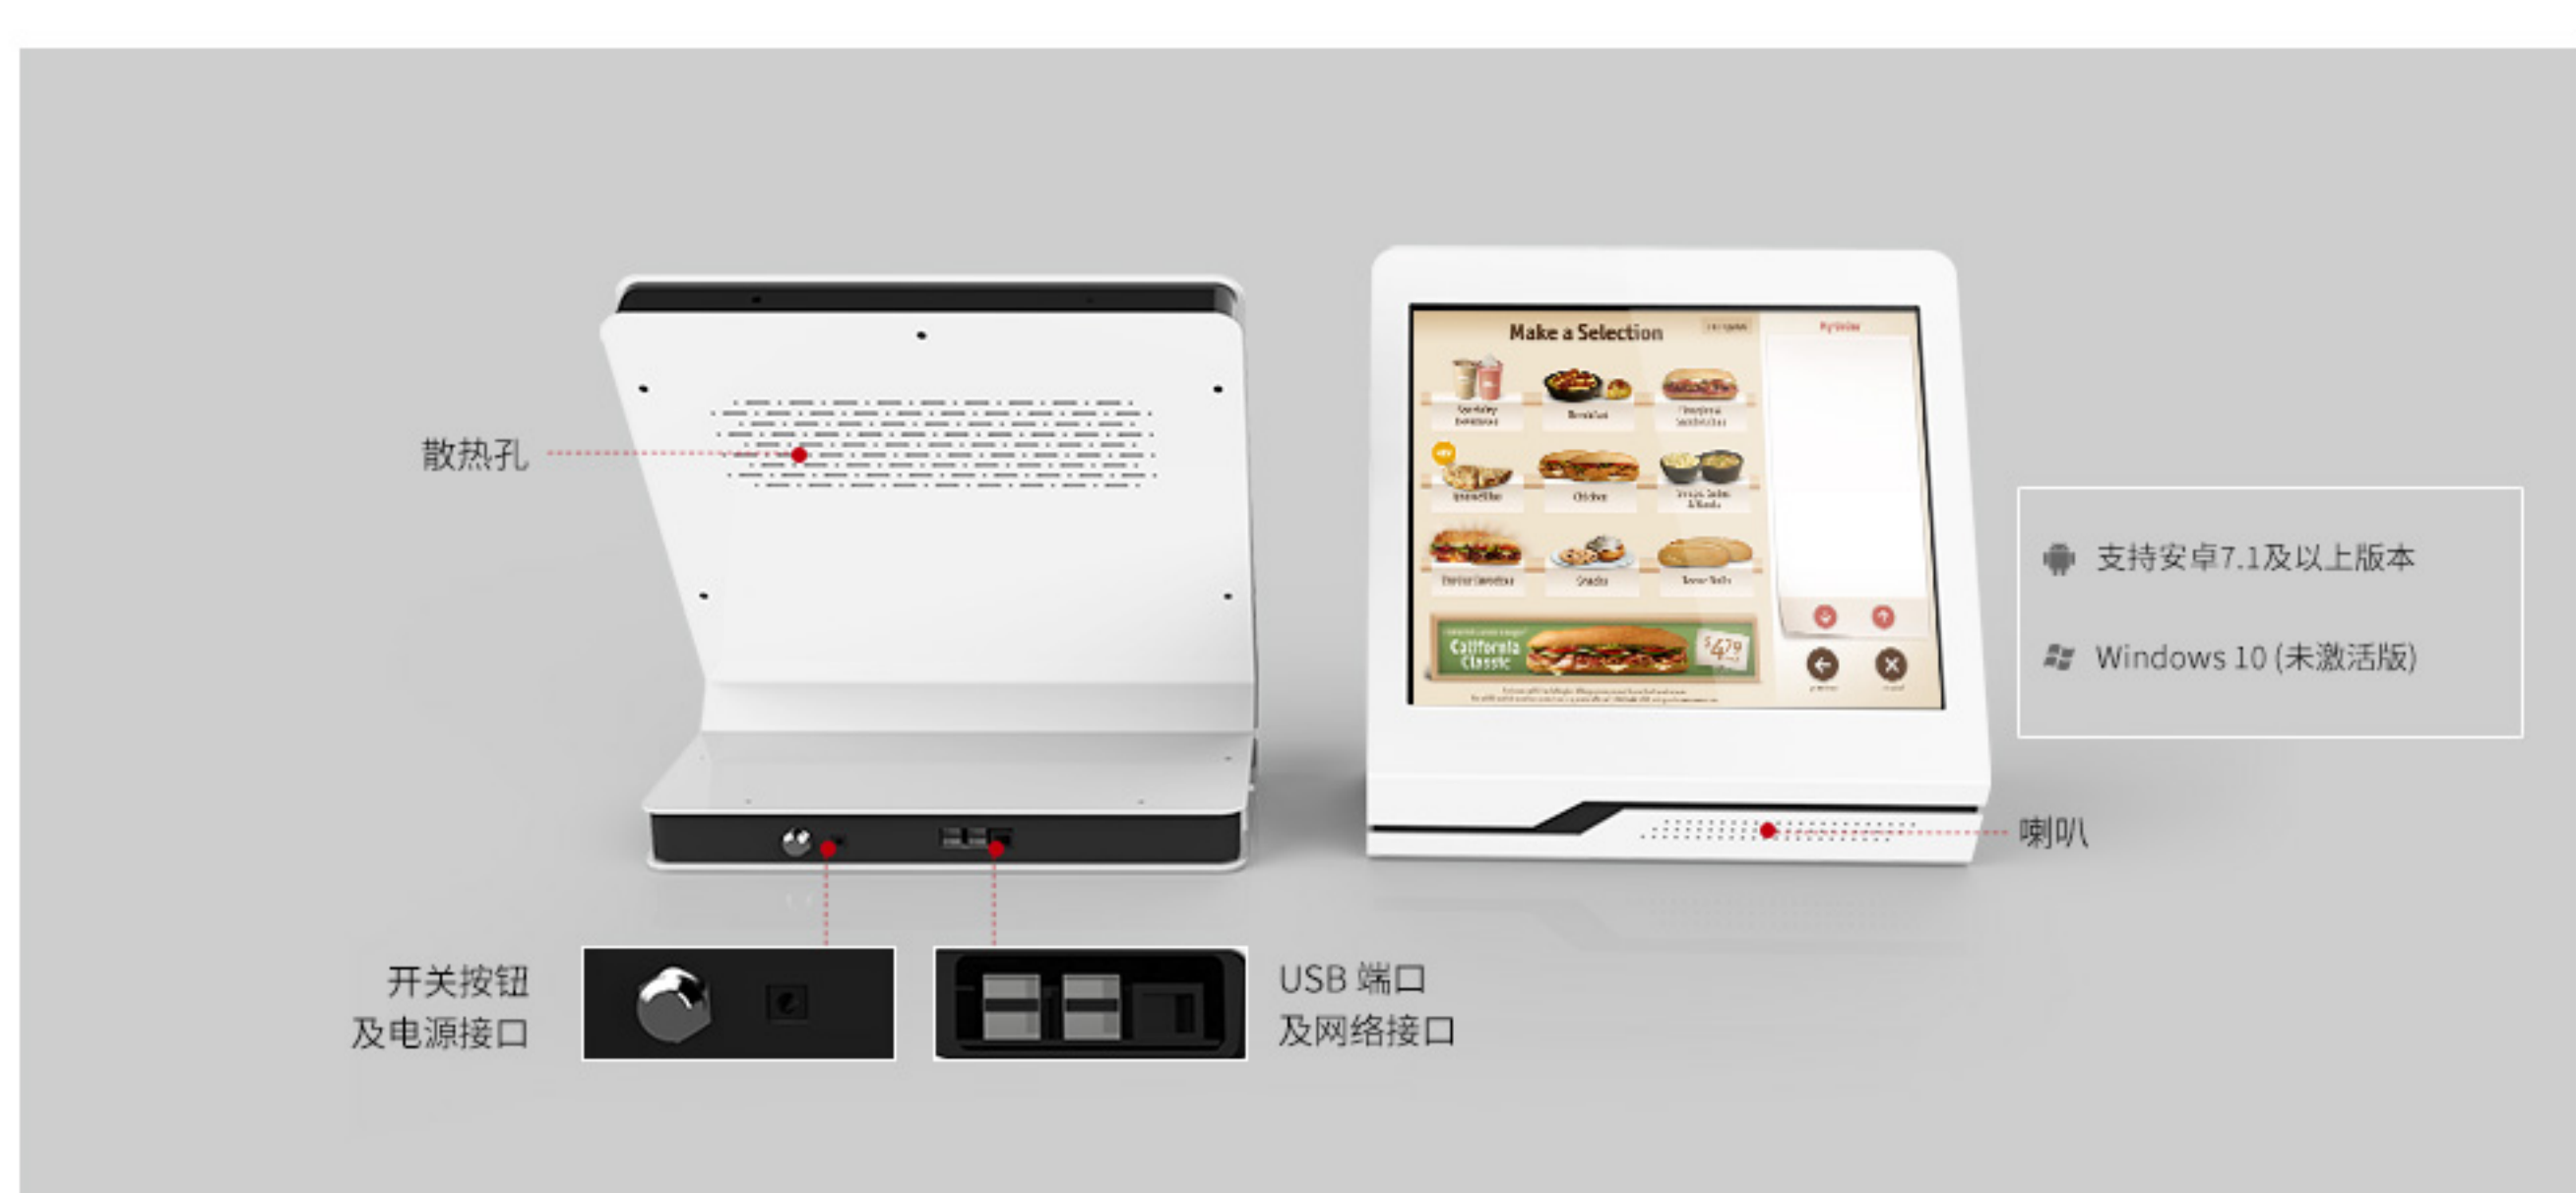 Make a Selection
散热孔
Chicken
Snacks
California
Classic
$4.79
支持安卓7.1及以上版本
Windows 10 (未激活版)
喇叭
开关按钮
及电源接口
USB 端口
及网络接口